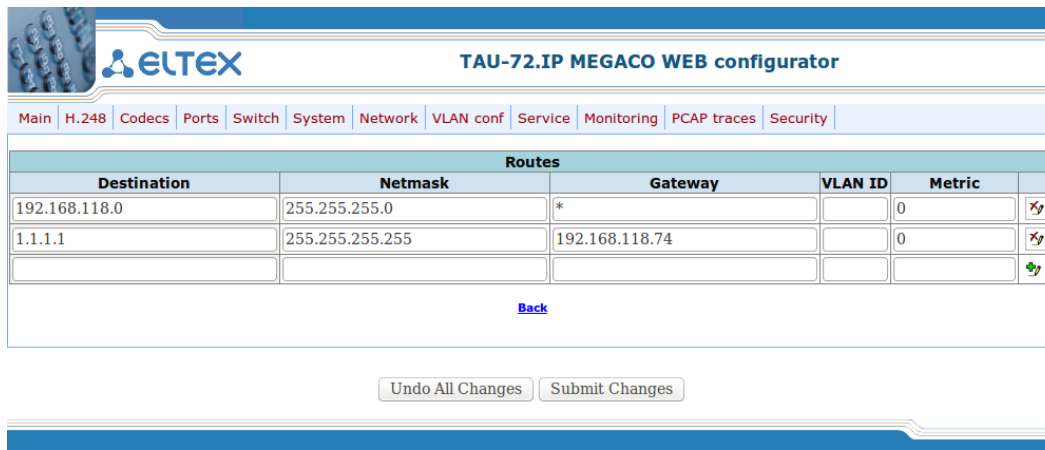 ELTEX
TAU-72.IP MEGACO WEB configurator
Main H.248 Codecs Ports Switch System Network VLAN conf Service Monitoring PCAP traces Security
Routes
Destination Netmask Gateway VLAN ID Metric
192.168.118.0 255.255.255.0 * 0
1.1.1.1 255.255.255.255 192.168.118.74 0
Back
Undo All Changes Submit Changes